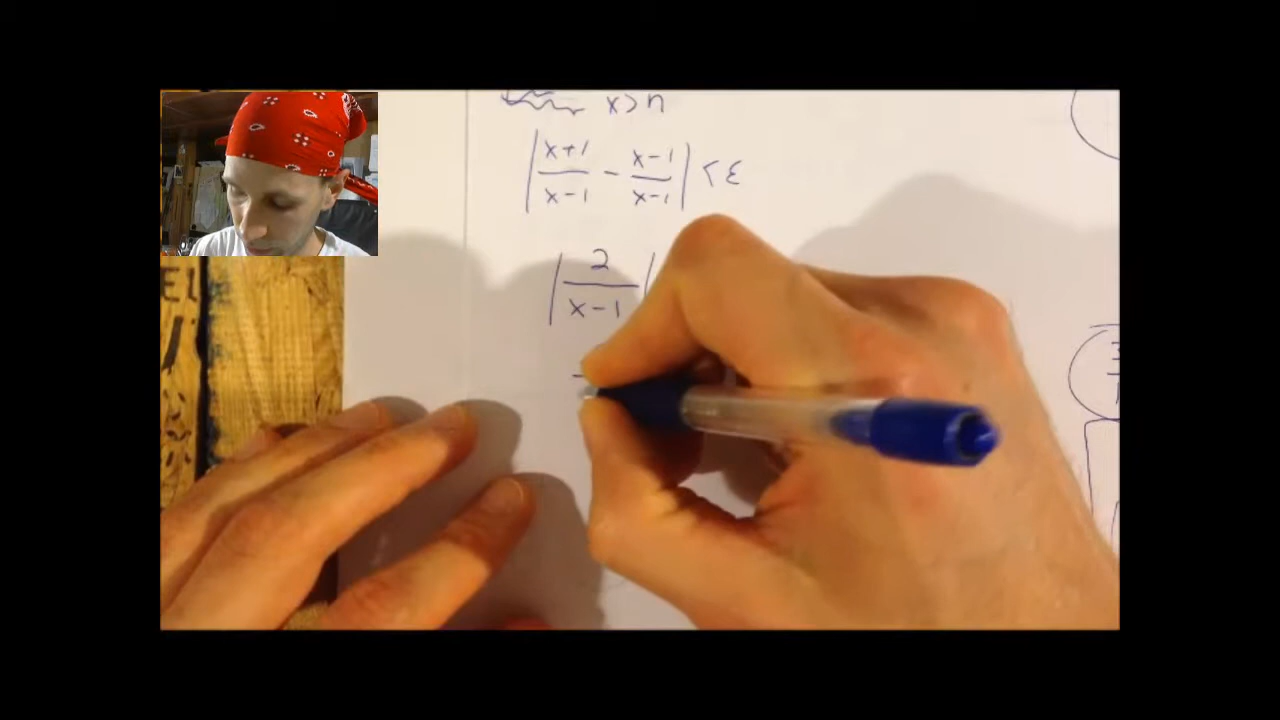 x>n
|x+1/x-1 - x-1/x-1| <ε
|2/x-1|